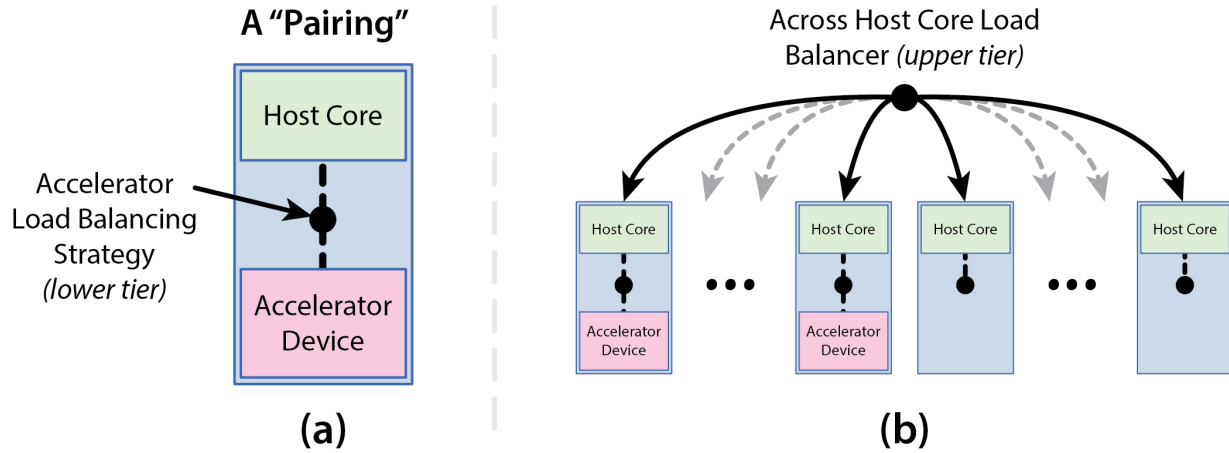 A “Pairing”
Host Core
Accelerator
Load Balancing
Strategy
(lower tier)
Accelerator
Device
(a)
Across Host Core Load
Balancer (upper tier)
Host Core
Host Core
Host Core
Host Core
Accelerator
Device
Accelerator
Device
(b)